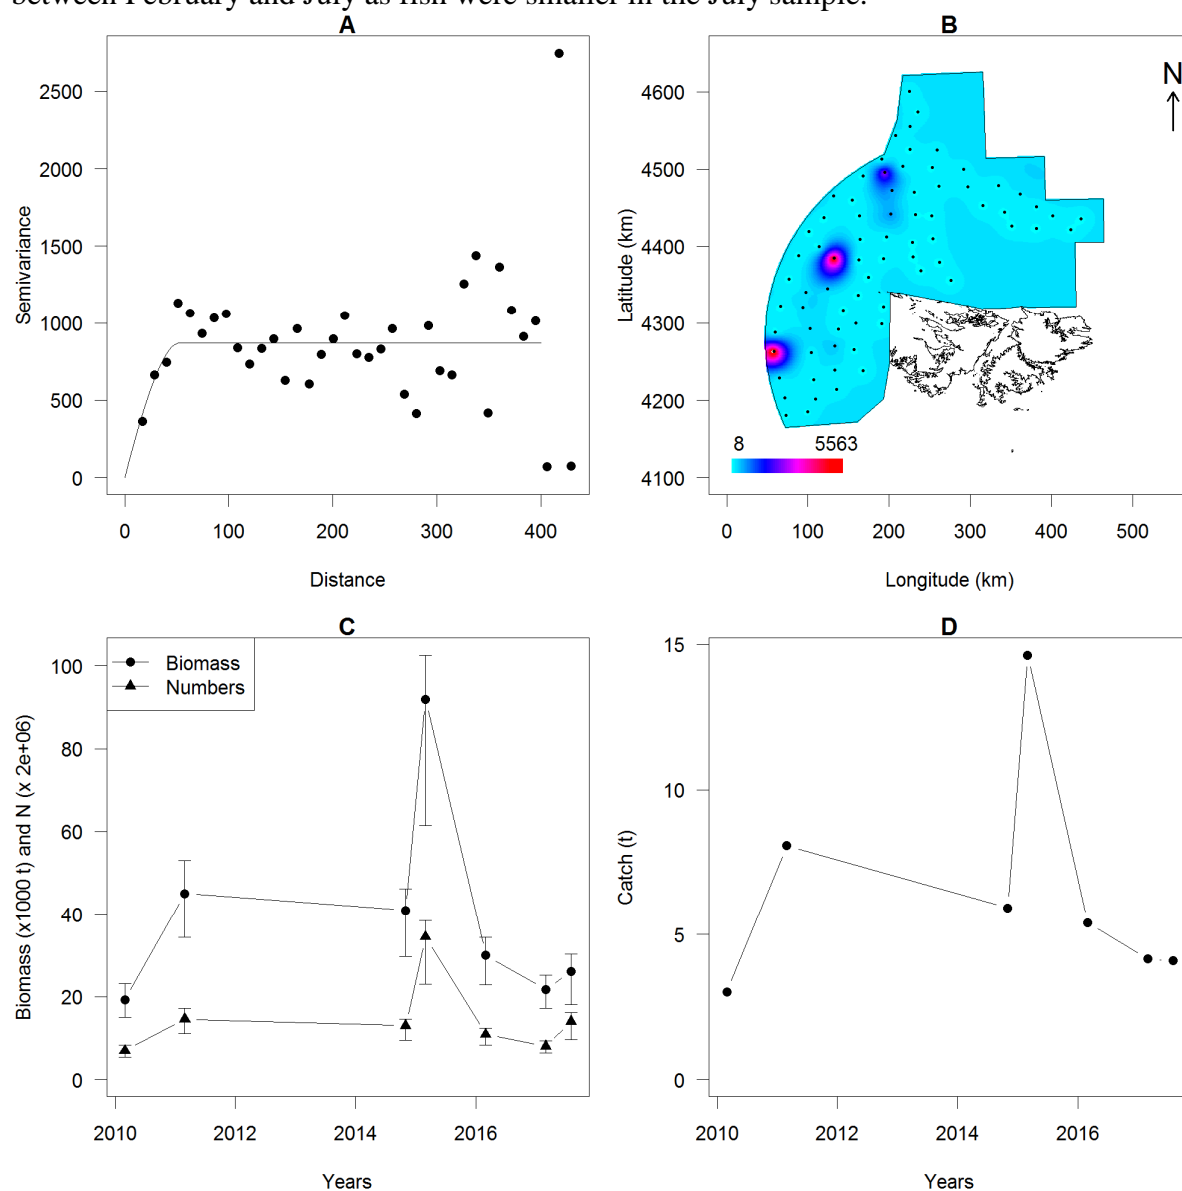 between February and July as fish were smaller in the July sample.
A
2500
2000
1500
1000
500
0
Semivariance
0 100 200 300 400
Distance
B
N
4600
4500
4400
4300
4200
4100
Latitude (km)
8 5563
0 100 200 300 400 500
Longitude (km)
C
Biomass
Numbers
100
80
60
40
20
0
Biomass (x1000 t) and N (x 2e+06)
2010 2012 2014 2016
Years
D
15
10
5
0
Catch (t)
2010 2012 2014 2016
Years